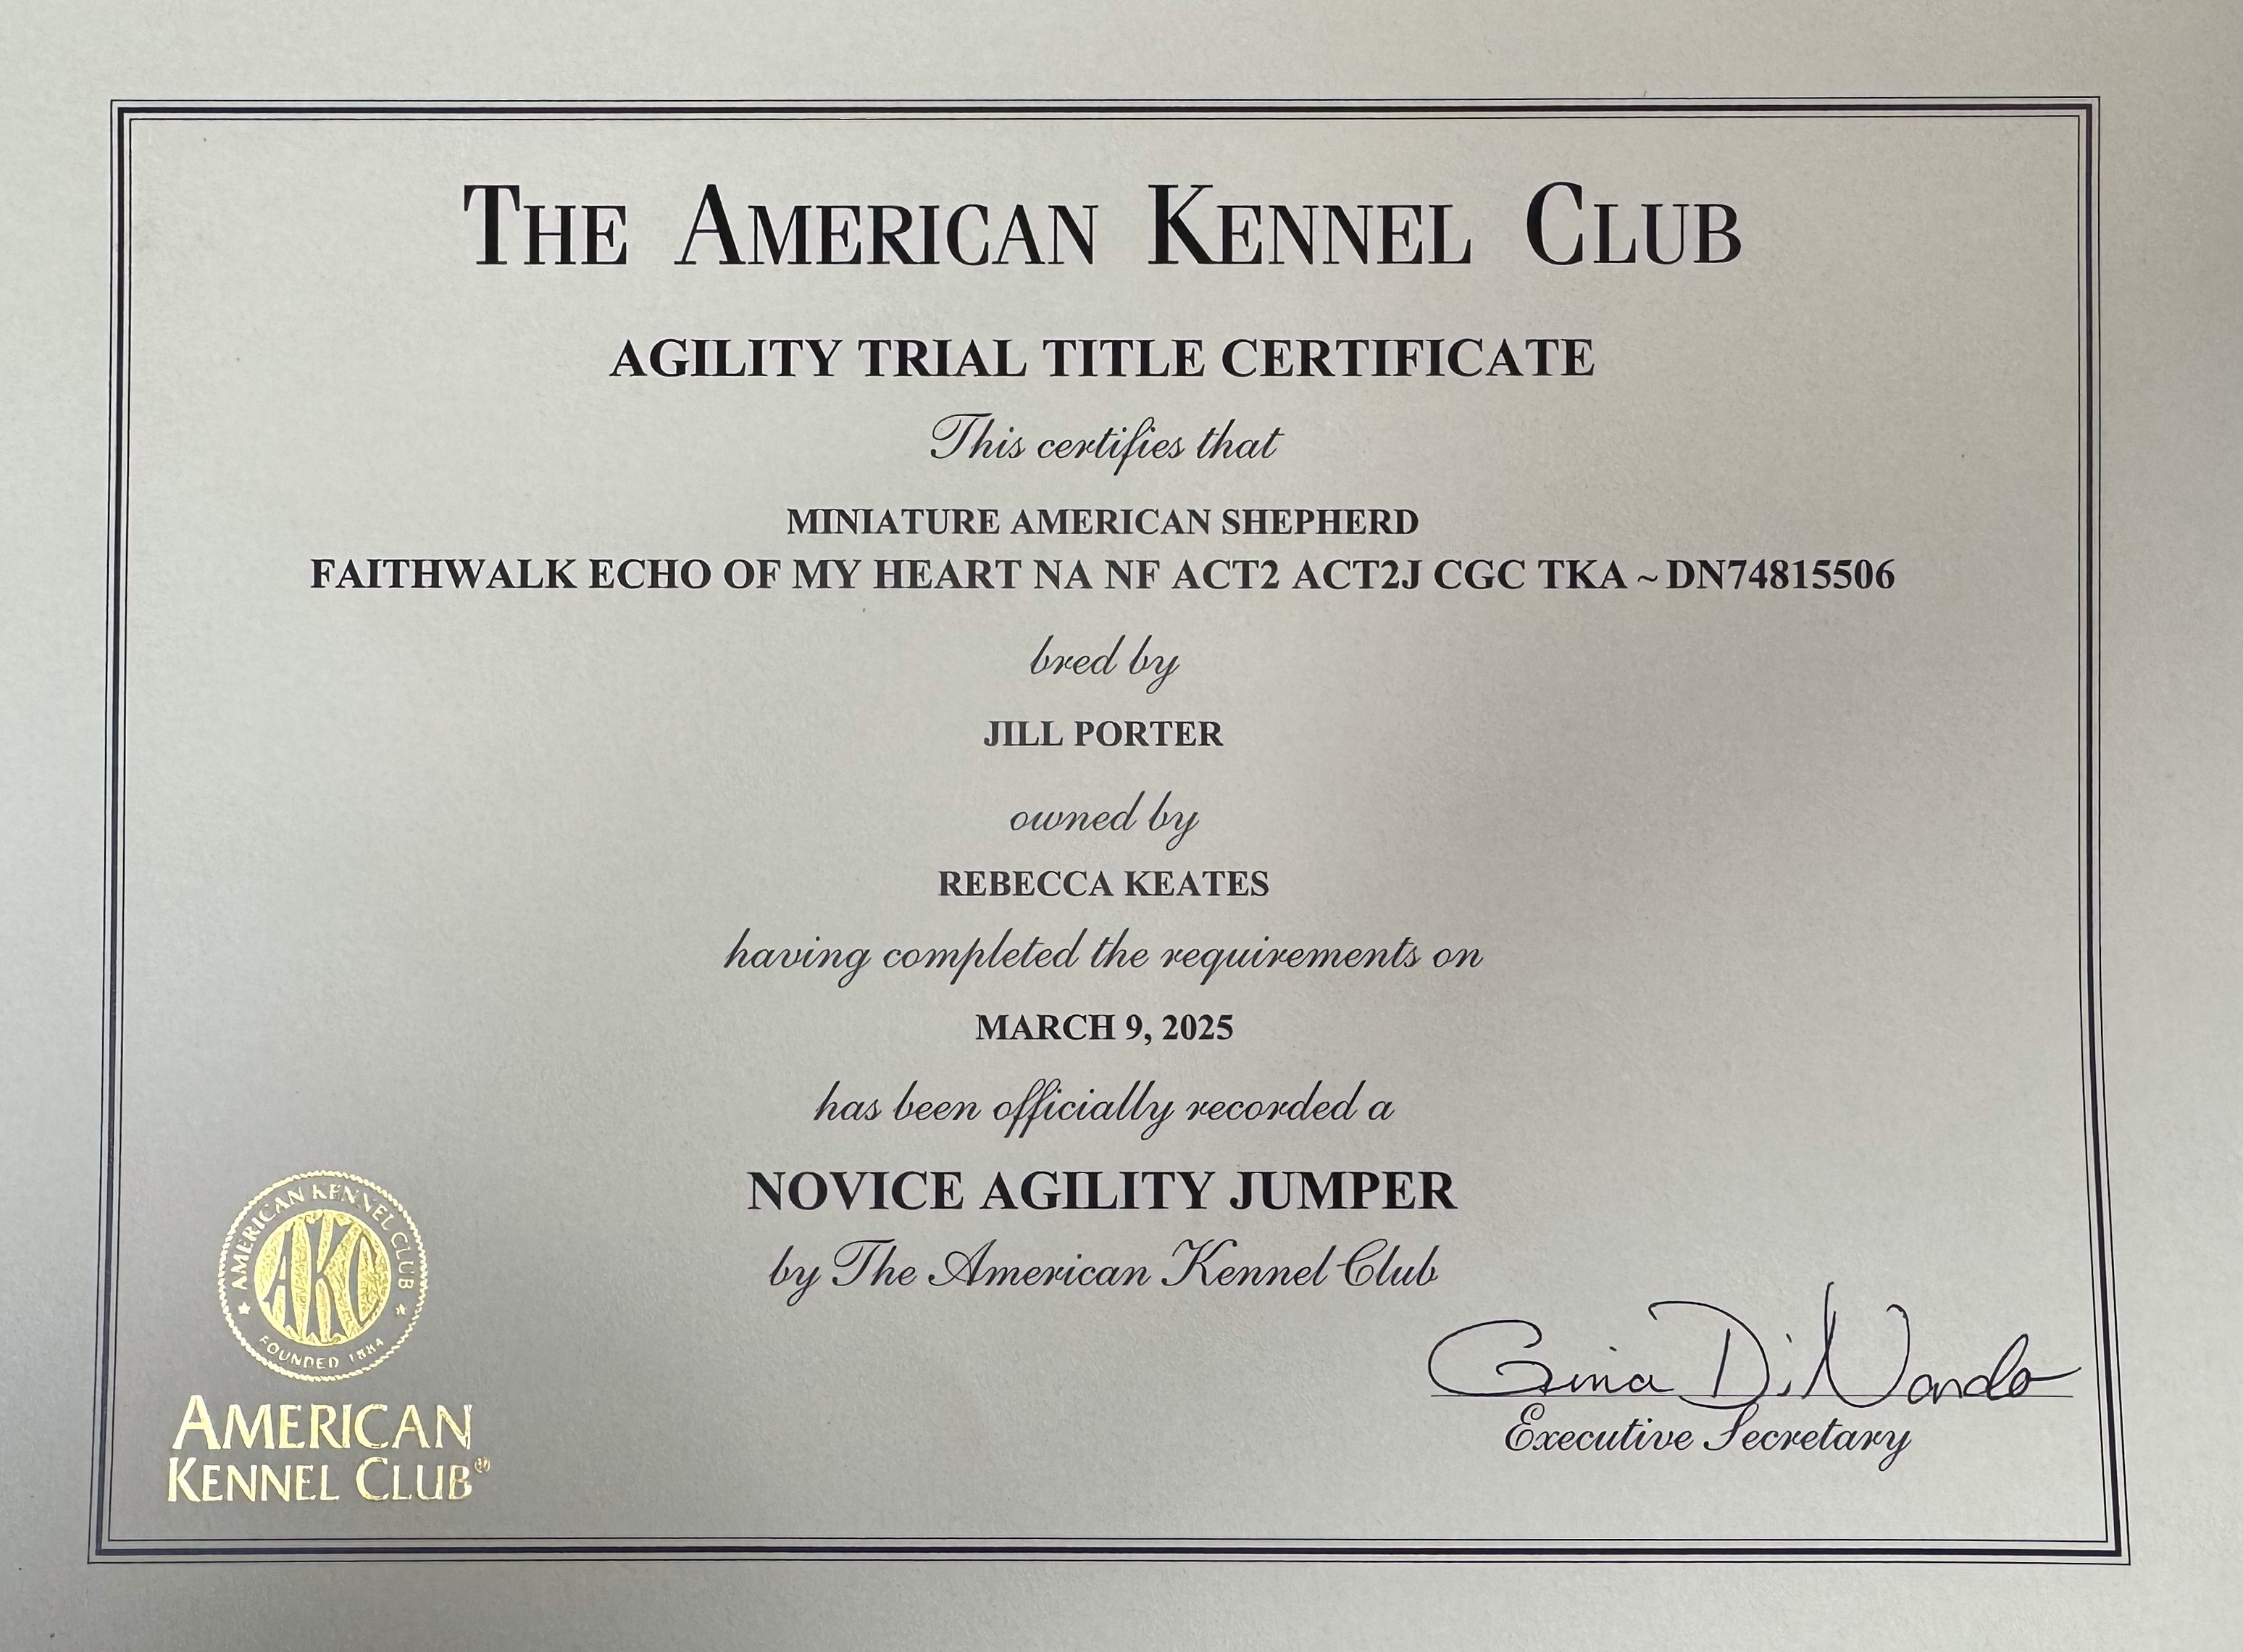 THE AMERICAN KENNEL CLUB
AGILITY TRIAL TITLE CERTIFICATE
This certifies that
MINIATURE AMERICAN SHEPHERD
FAITHWALK ECHO OF MY HEART NA NF ACT2 ACT2J CGC TKA ~ DN74815506
bred by
JILL PORTER
owned by
REBECCA KEATES
having completed the requirements on
MARCH 9, 2025
has been officially recorded a
NOVICE AGILITY JUMPER
by The American Kennel Club
AMERICAN KENNEL CLUB
AKC
FOUNDED 1884
AMERICAN
KENNEL CLUB®
Gina DiNardo
Executive Secretary